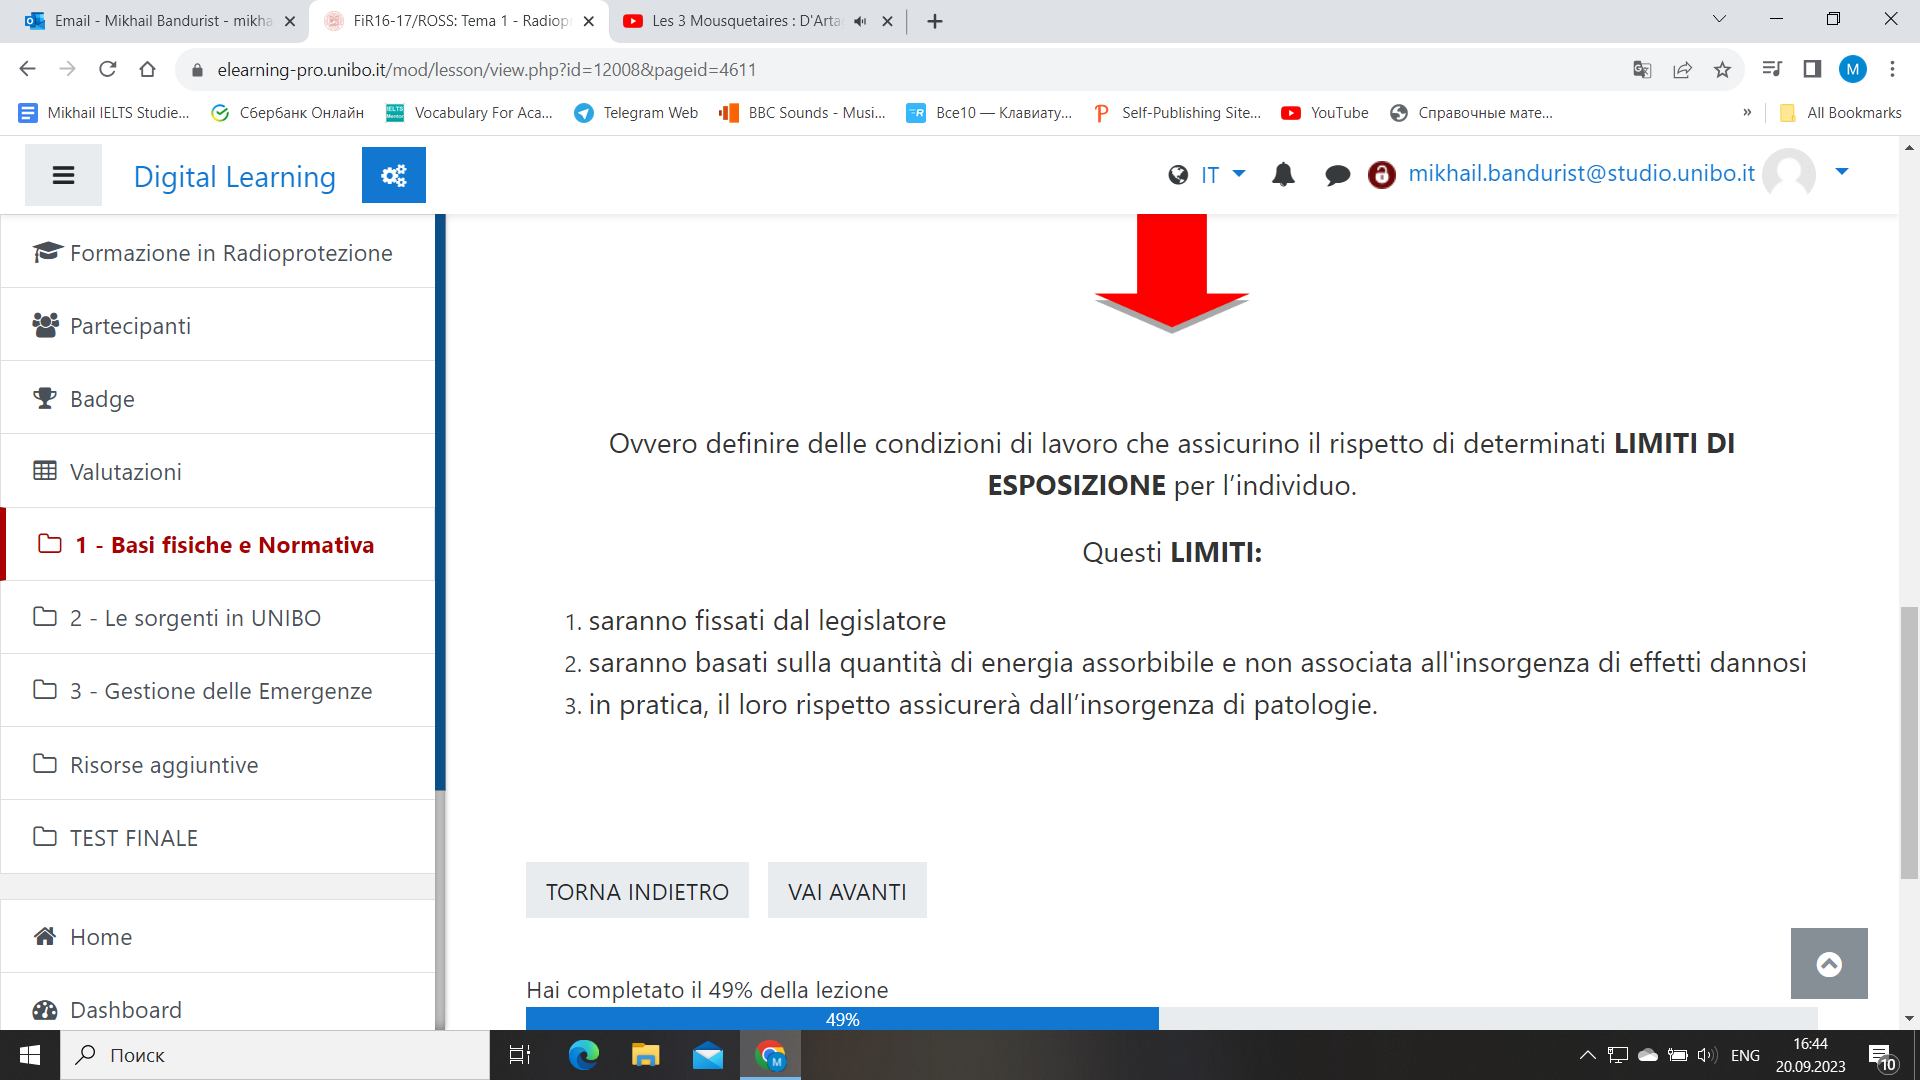 Email - Mikhail Bandurist - mikha
FiR16-17/ROSS: Tema 1 - Radiop
Les 3 Mousquetaires : D'Arta
elearning-pro.unibo.it/mod/lesson/view.php?id=12008&pageid=4611
M
Mikhail IELTS Studie...
Сбербанк Онлайн
Vocabulary For Aca...
Telegram Web
BBC Sounds - Musi...
Все10 — Клавиату...
Self-Publishing Site...
YouTube
Справочные мате...
»
All Bookmarks
Digital Learning
IT
mikhail.bandurist@studio.unibo.it
Formazione in Radioprotezione
Partecipanti
Badge
Valutazioni
1 - Basi fisiche e Normativa
2 - Le sorgenti in UNIBO
3 - Gestione delle Emergenze
Risorse aggiuntive
TEST FINALE
Home
Dashboard
Ovvero definire delle condizioni di lavoro che assicurino il rispetto di determinati LIMITI DI
ESPOSIZIONE per l’individuo.
Questi LIMITI:
1. saranno fissati dal legislatore
2. saranno basati sulla quantità di energia assorbibile e non associata all'insorgenza di effetti dannosi
3. in pratica, il loro rispetto assicurerà dall’insorgenza di patologie.
TORNA INDIETRO
VAI AVANTI
Hai completato il 49% della lezione
49%
Поиск
M
ENG
16:44
20.09.2023
10